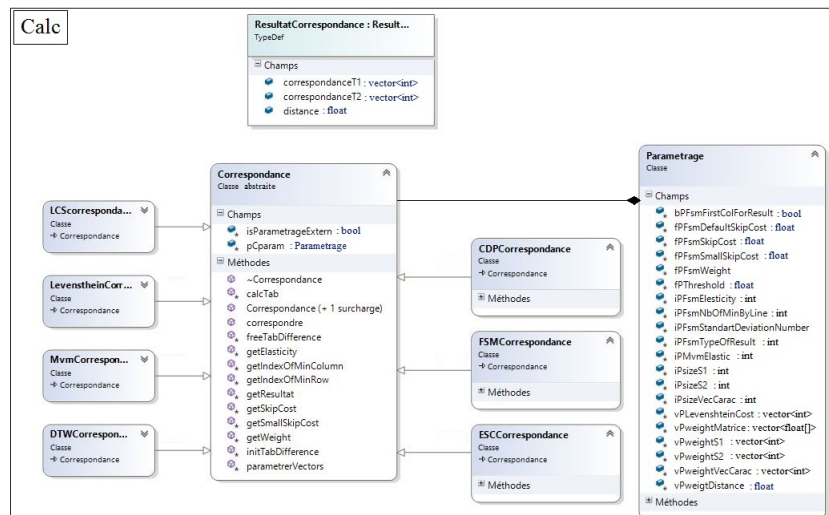 Calc
ResultatCorrespondance : Result...
TypeDef
Champs
correspondanceT1 : vector<int>
correspondanceT2 : vector<int>
distance : float
LCScorresponda...
Classe
Correspondance
LevenstheinCorr...
Classe
Correspondance
MvmCorrespon...
Classe
Correspondance
DTWCorrespon...
Classe
Correspondance
Correspondance
Classe abstraite
Champs
isParametrageExtern : bool
pCparam : Parametrage
Méthodes
~Correspondance
calcTab
Correspondance (+ 1 surcharge)
correspondre
freeTabDifference
getElasticity
getIndexOfMinColumn
getIndexOfMinRow
getResultat
getSkipCost
getSmallSkipCost
getWeight
initTabDifference
parametrerVectors
CDPCorrespondance
Classe
Correspondance
Méthodes
FSMCorrespondance
Classe
Correspondance
Méthodes
ESCCorrespondance
Classe
Correspondance
Méthodes
Parametrage
Classe
Champs
bPFsmFirstColForResult : bool
fPFsmDefaultSkipCost : float
fPFsmSkipCost : float
fPFsmSmallSkipCost : float
fPFsmWeight
fPThreshold : float
iPFsmElesticity : int
iPFsmNbOfMinByLine : int
iPFsmStandartDeviationNumber
iPFsmTypeOfResult : int
iPMvmElastic : int
iPsizeS1 : int
iPsizeS2 : int
iPsizeVecCarac : int
vPLevenshteinCost : vector<int>
vPweightMatrice : vector<float[]>
vPweightS1 : vector<int>
vPweightS2 : vector<int>
vPweightVecCarac : vector<int>
vPweigtDistance : float
Méthodes